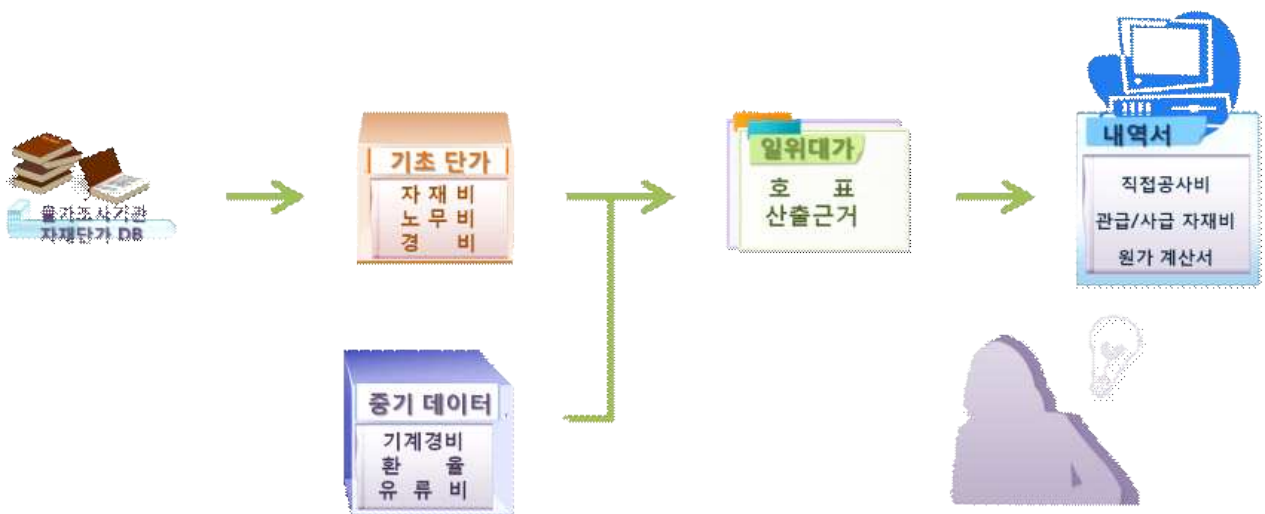 물가조사기관
자재단가 DB
기초 단가
자 재 비
노 무 비
경 비
중기 데이터
기계경비
환 율
유 류 비
일위대가
호 표
산출근거
내역서
직접공사비
관급/사급 자재비
원가 계산서